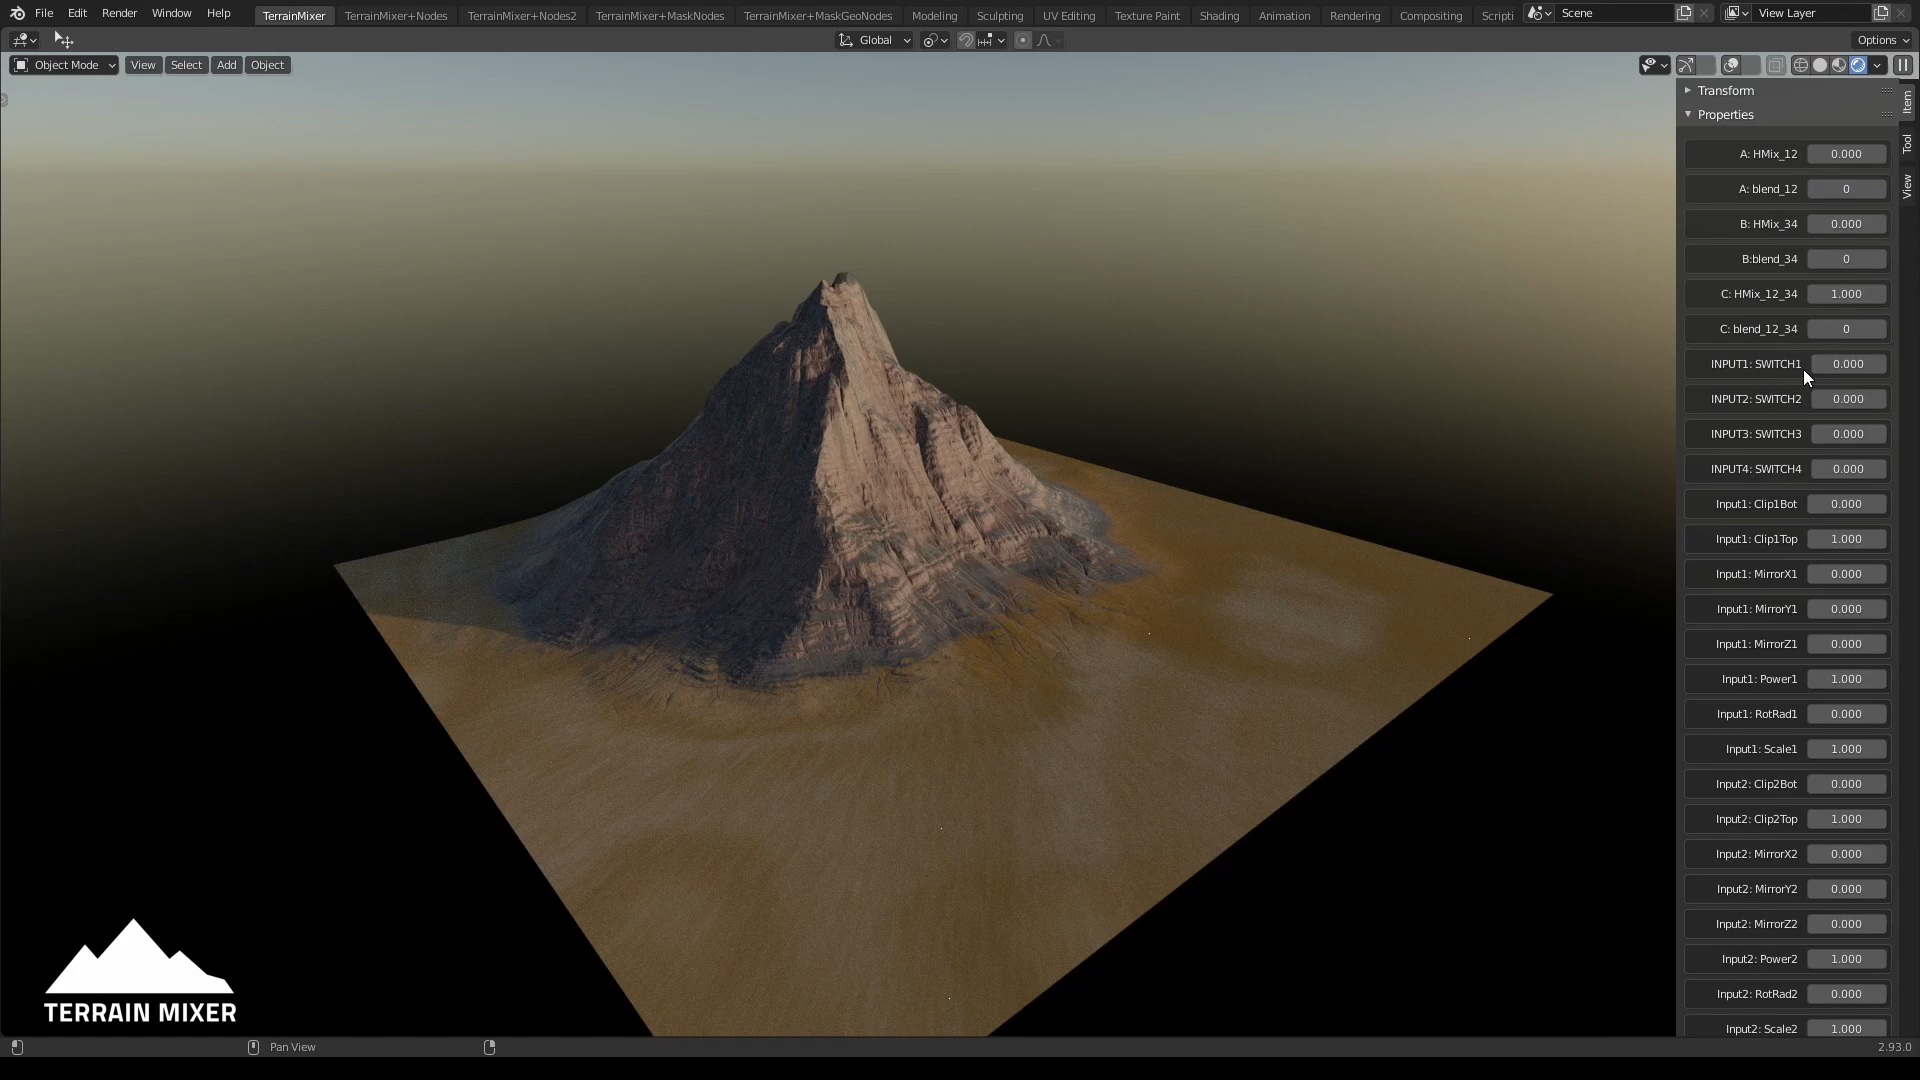 File Edit Render Window Help TerrainMixer TerrainMixer+Nodes TerrainMixer+Nodes2 TerrainMixer+MaskNodes TerrainMixer+MaskGeoNodes Modeling Sculpting UV Editing Texture Paint Shading Animation Rendering Compositing Scripti Scene View Layer
Global Options
Object Mode View Select Add Object
Transform
Properties
Item
Tool
View
A: HMix_12 0.000
A: blend_12 0
B: HMix_34 0.000
B:blend_34 0
C: HMix_12_34 1.000
C: blend_12_34 0
INPUT1: SWITCH1 0.000
INPUT2: SWITCH2 0.000
INPUT3: SWITCH3 0.000
INPUT4: SWITCH4 0.000
Input1: Clip1Bot 0.000
Input1: Clip1Top 1.000
Input1: MirrorX1 0.000
Input1: MirrorY1 0.000
Input1: MirrorZ1 0.000
Input1: Power1 1.000
Input1: RotRad1 0.000
Input1: Scale1 1.000
Input2: Clip2Bot 0.000
Input2: Clip2Top 1.000
Input2: MirrorX2 0.000
Input2: MirrorY2 0.000
Input2: MirrorZ2 0.000
Input2: Power2 1.000
Input2: RotRad2 0.000
Input2: Scale2 1.000
TERRAIN MIXER
Pan View 2.93.0